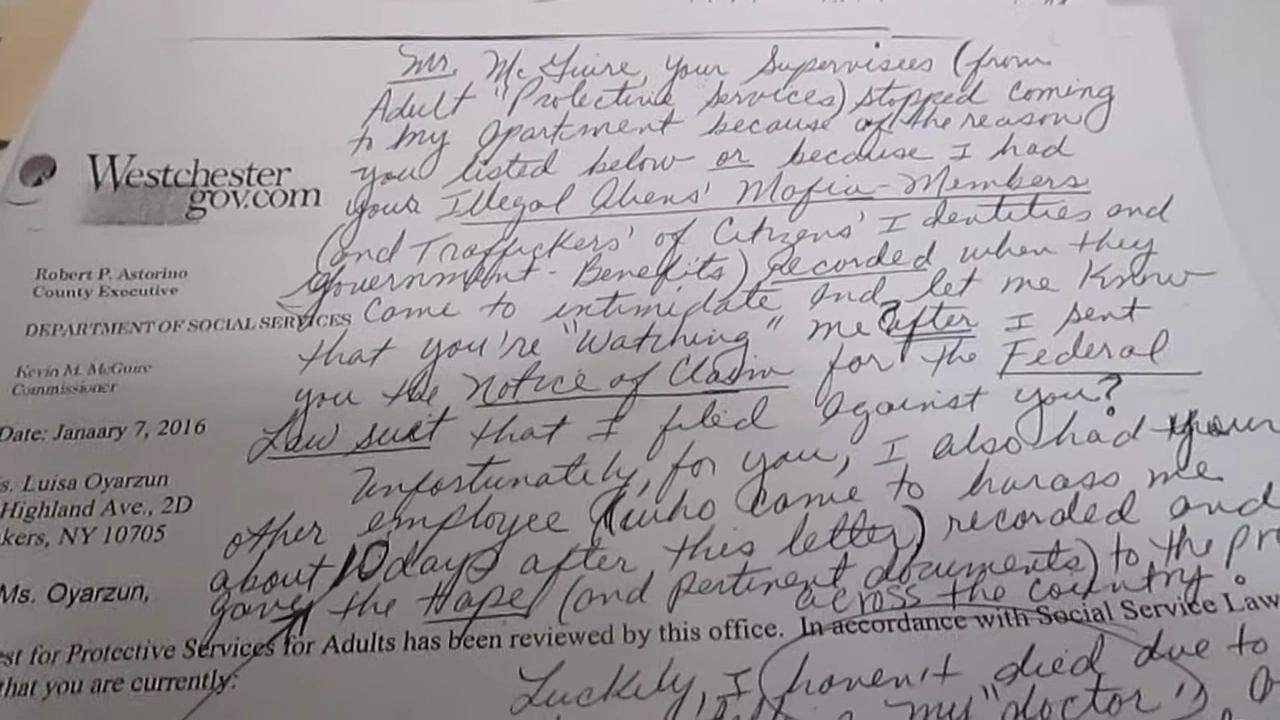 Mr. Mc Guire, your Supervisees (from
Adult "Protective Services) stopped coming
to my apartment because of the reason
you listed below or because I had
your Illegal Aliens' Mafia-Members
(and Traffickers' of Citizens' Identities and
Government-Benefits) recorded when they
Come to intimidate and let me know
that you're "Watching" me after I sent
you the Notice of Claim for the Federal
Law suit that I filed against you?
Unfortunately, for you, I also had your
other employee (who came to harass me
about 10 days after this letter) recorded and
gave the tape (and pertinent documents) to the pr
across the country.
Westchester
gov.com
Robert P. Astorino
County Executive
DEPARTMENT OF SOCIAL SERVICES
Kevin M. McGuire
Commissioner
Date: January 7, 2016
s. Luisa Oyarzun
Highland Ave., 2D
kers, NY 10705
Ms. Oyarzun,
est for Protective Services for Adults has been reviewed by this office. In accordance with Social Service Law
that you are currently:
Luckily, I haven't died due to
my "doctor's